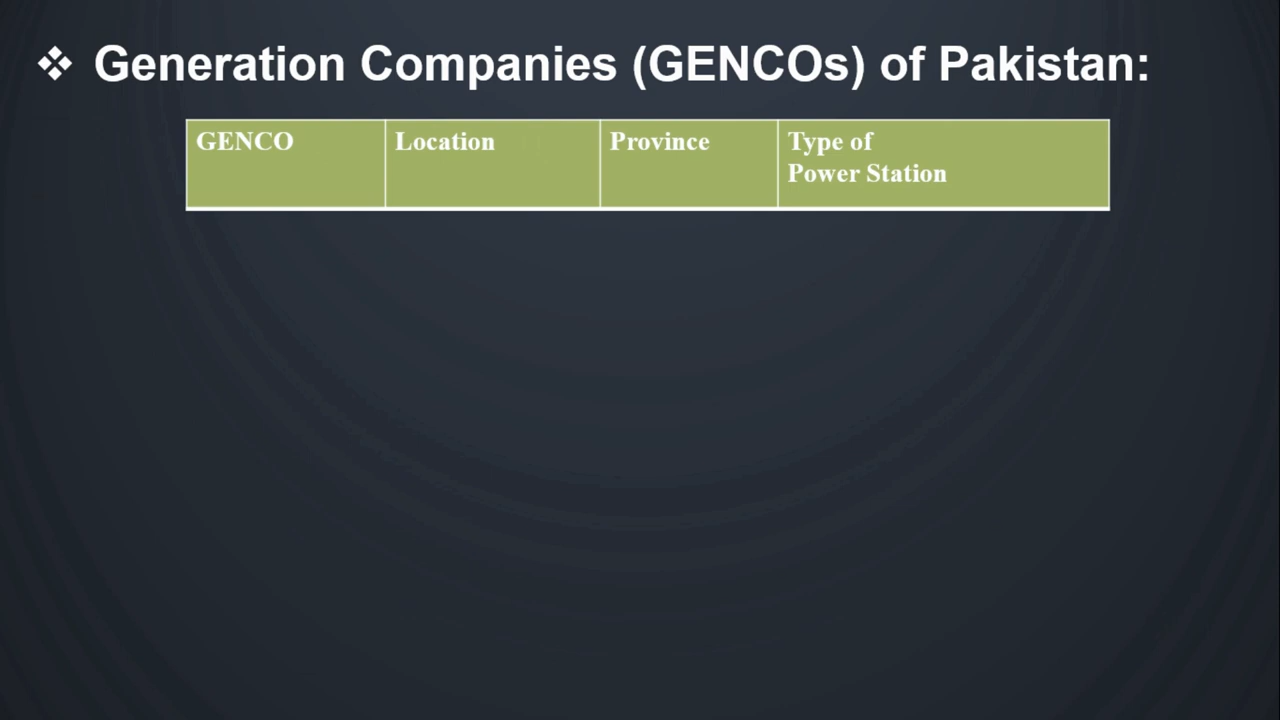 ❖ Generation Companies (GENCOs) of Pakistan:
GENCO
Location
Province
Type of
Power Station